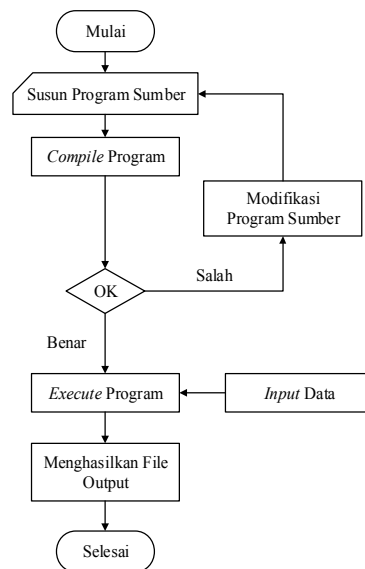 Mulai
Susun Program Sumber
Compile Program
Modifikasi
Program Sumber
OK
Salah
Benar
Execute Program
Input Data
Menghasilkan File
Output
Selesai